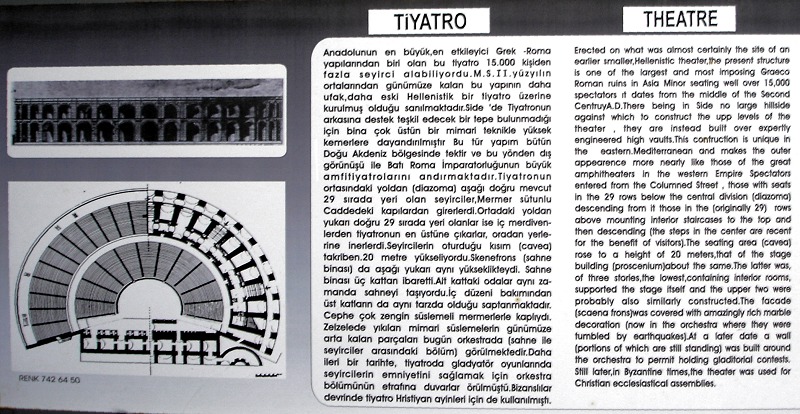 TİYATRO
Anadolunun en büyük,en etkileyici Grek -Roma
yapılarından biri olan bu tiyatro 15.000 kişiden
fazla seyirci alabiliyordu.M.S.II.yüzyılın
ortalarından günümüze kalan bu yapının daha
ufak,daha eski Hellenistik bir tiyatro üzerine
kurulmuş olduğu sanılmaktadır.Side 'de Tiyatronun
arkasına destek teşkil edecek bir tepe bulunmadığı
için bina çok üstün bir mimari teknikle yüksek
kemerlere dayandırılmıştır Bu tür yapım bütün
Doğu Akdeniz bölgesinde tektir ve bu yönden dış
görünüşü ile Batı Roma İmparatorluğunun büyük
amfitiyatrolarını andırmaktadır.Tiyatronun
ortasındaki yoldan (diazoma) aşağı doğru mevcut
29 sırada yeri olan seyirciler,Mermer sütunlu
Caddedeki kapılardan girerlerdi.Ortadaki yoldan
yukarı doğru 29 sırada yeri olanlar ise iç merdiven-
lerden tiyatronun en üstüne çıkarlar, oradan yerle-
rine inerlerdi.Seyircilerin oturduğu kısım (cavea)
takriben.20 metre yükseliyordu.Skenefrons (sahne
binası) da aşağı yukarı aynı yükseklikteydi. Sahne
binası üç kattan ibaretti.Alt kattaki odalar aynı za-
manda sahneyi taşıyordu.İç düzeni bakımından
üst katların da aynı tarzda olduğu saptanmaktadır.
Cephe çok zengin süslemeli mermerlerle kaplıydı.
Zelzelede yıkılan mimari süslemelerin günümüze
arta kalan parçaları bugün orkestrada (sahne ile
seyirciler arasındaki bölüm) görülmektedir.Daha
ileri bir tarihte, tiyatroda gladyatör oyunlarında
seyircilerin emniyetini sağlamak için orkestra
bölümünün etrafına duvarlar örülmüştü.Bizanslılar
devrinde tiyatro Hristiyan ayinleri için de kullanılmıştı.
THEATRE
Erected on what was almost certainly the site of an
earlier smaller,Hellenistic theater,the present structure
is one of the largest and most imposing Graeco
Roman ruins in Asia Minor seating well over 15,000
spectators it dates from the middle of the Second
CentruyA.D.There being in Side no large hillside
against which to construct the upp levels of the
theater , they are instead built over expertly
engineered high vaults.This contruction is unique in
the eastern.Mediterranean and makes the outer
appearence more nearly like those of the great
amphitheaters in the western Empire Spectators
entered from the Columned Street , those with seats
in the 29 rows below the central division (diazoma)
descending from it those in the (originally 29) rows
above mounting interior staircases to the top and
then descending (the steps in the center are recent
for the benefit of visitors).The seating area (cavea)
rose to a height of 20 meters,that of the stage
building (proscenium)about the same.The latter was,
of three stories,the lowest,containing interior rooms,
supported the stage itself and the upper two were
probably also similarly constructed.The facade
(scaena frons)was covered with amazingly rich marble
decoration (now in the orchestra where they were
tumbled by earthquakes).At a later date a wall
(portions of which are still standing) was built around
the orchestra to permit holding gladitorial contests.
Still later,in Byzantine times,the theater was used for
Christian ecclesiastical assemblies.
RENK 742 64 50